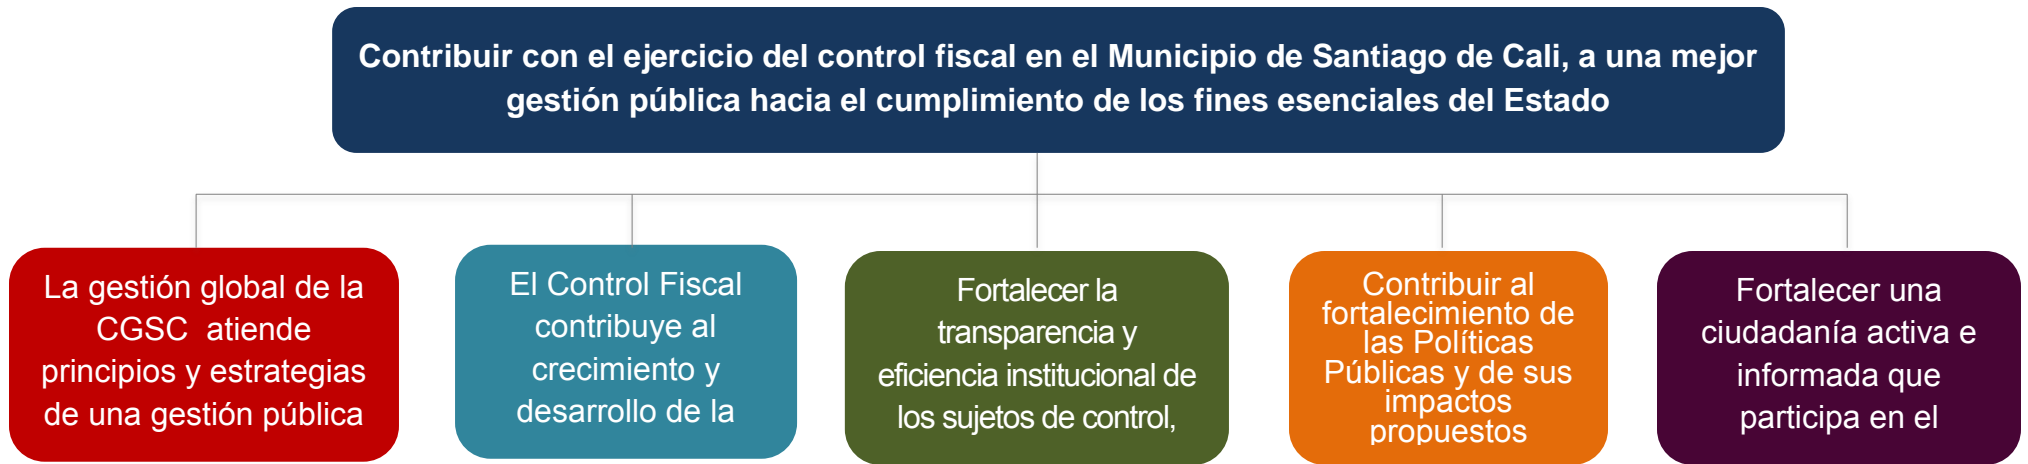 Contribuir con el ejercicio del control fiscal en el Municipio de Santiago de Cali, a una mejor
gestión pública hacia el cumplimiento de los fines esenciales del Estado
La gestión global de la
CGSC atiende
principios y estrategias
de una gestión pública
El Control Fiscal
contribuye al
crecimiento y
desarrollo de la
Fortalecer la
transparencia y
eficiencia institucional de
los sujetos de control,
Contribuir al
fortalecimiento de
las Políticas
Públicas y de sus
impactos
propuestos
Fortalecer una
ciudadanía activa e
informada que
participa en el